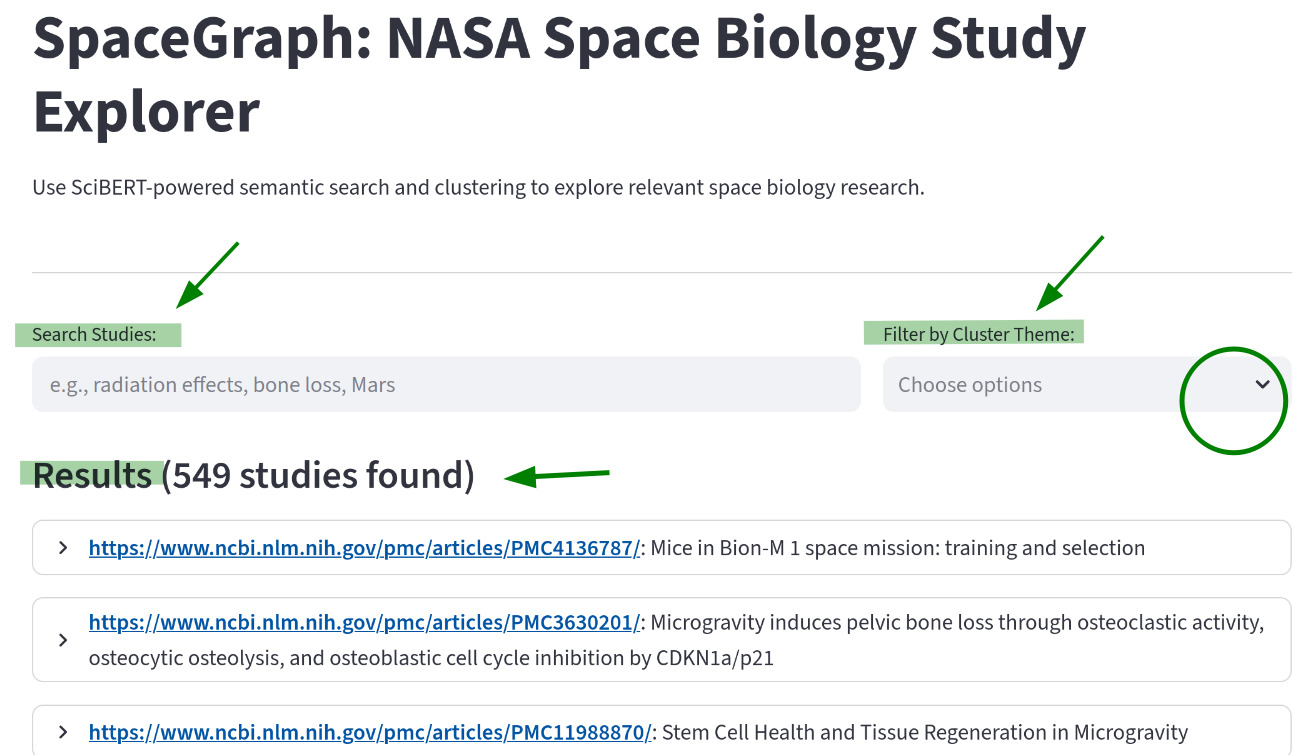 SpaceGraph: NASA Space Biology Study
Explorer
Use SciBERT-powered semantic search and clustering to explore relevant space biology research.
Search Studies:
Filter by Cluster Theme:
e.g., radiation effects, bone loss, Mars
Choose options
Results (549 studies found)
https://www.ncbi.nlm.nih.gov/pmc/articles/PMC4136787/: Mice in Bion-M 1 space mission: training and selection
https://www.ncbi.nlm.nih.gov/pmc/articles/PMC3630201/: Microgravity induces pelvic bone loss through osteoclastic activity,
osteocytic osteolysis, and osteoblastic cell cycle inhibition by CDKN1a/p21
https://www.ncbi.nlm.nih.gov/pmc/articles/PMC11988870/: Stem Cell Health and Tissue Regeneration in Microgravity